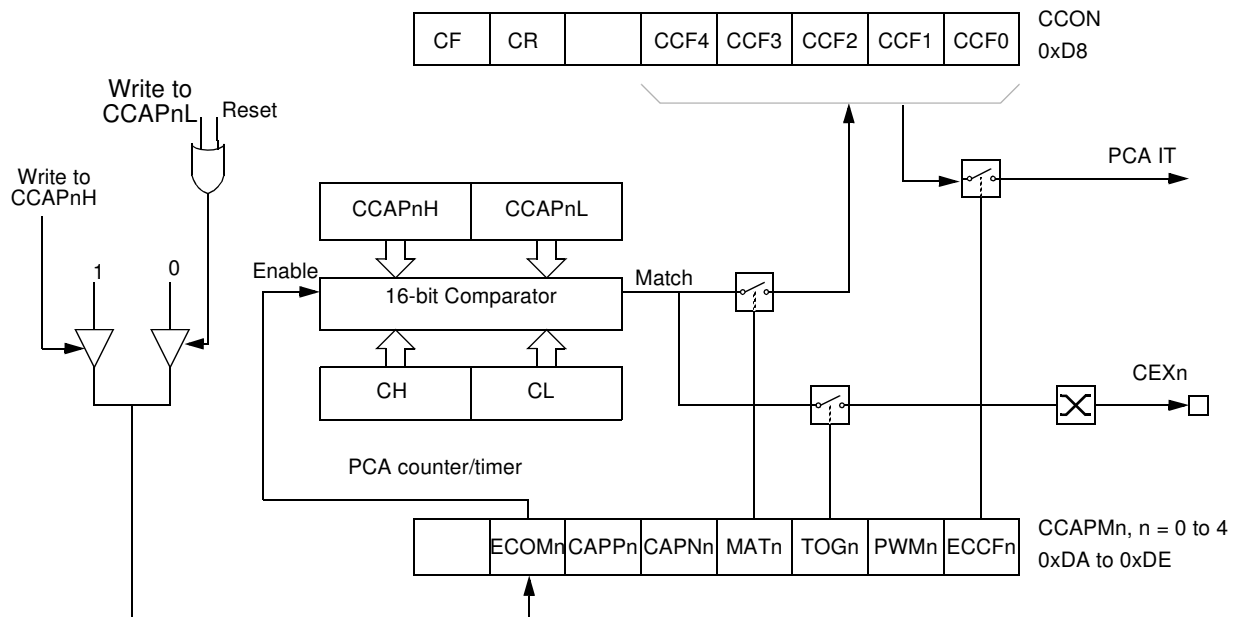 CCON
CF CR CCF4 CCF3 CCF2 CCF1 CCF0
0xD8
Write to
CCAPnL
Reset
PCA IT
Write to
CCAPnH
CCAPnH CCAPnL
1 0
Enable
16-bit Comparator
Match
CH CL
CEXn
PCA counter/timer
ECOMn CAPPn CAPNn MATn TOGn PWMn ECCFn
CCAPMn, n = 0 to 4
0xDA to 0xDE